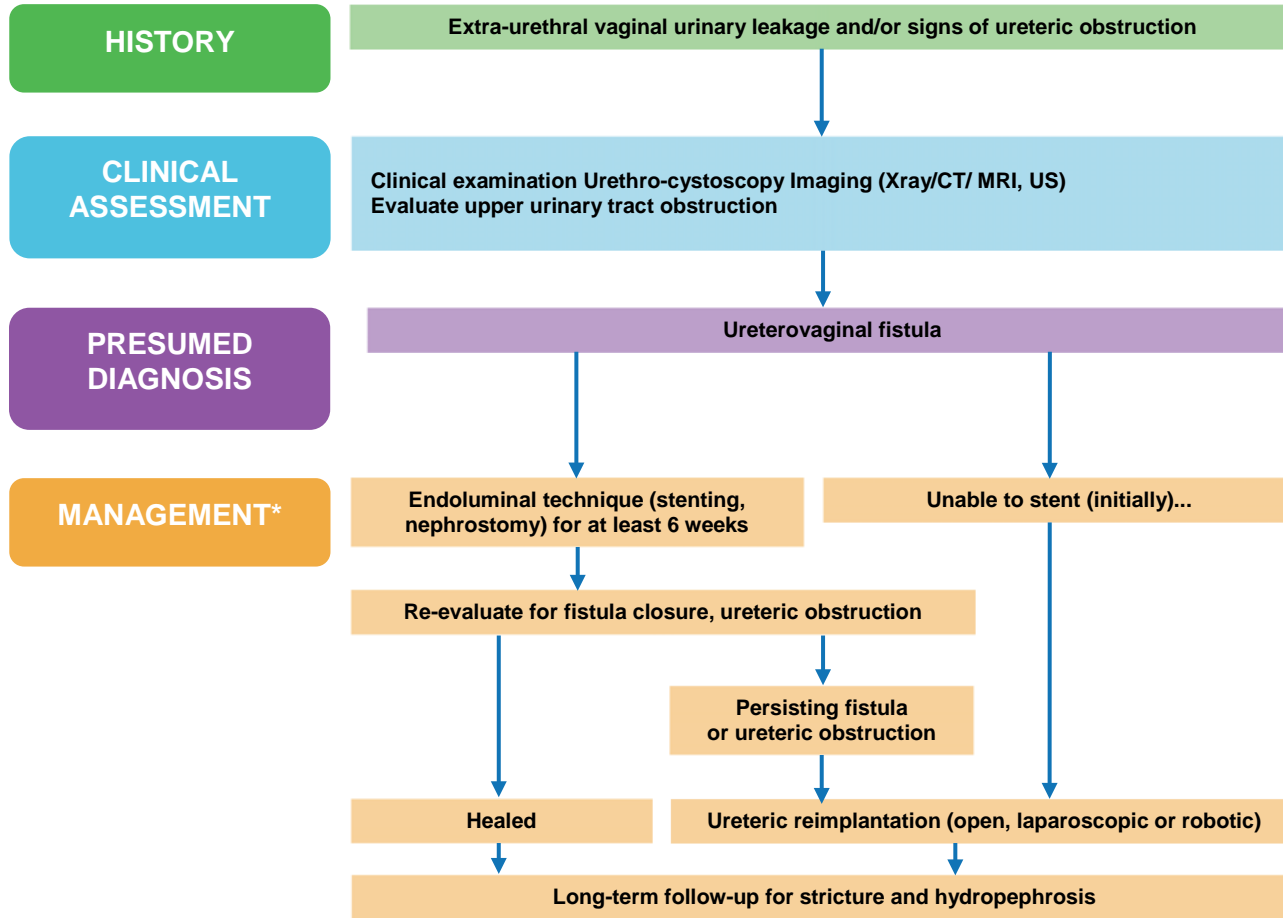 HISTORY
Extra-urethral vaginal urinary leakage and/or signs of ureteric obstruction
CLINICAL
ASSESSMENT
Clinical examination Urethro-cystoscopy Imaging (Xray/CT/ MRI, US)
Evaluate upper urinary tract obstruction
PRESUMED
DIAGNOSIS
Ureterovaginal fistula
MANAGEMENT*
Endoluminal technique (stenting,
nephrostomy) for at least 6 weeks
Unable to stent (initially)...
Re-evaluate for fistula closure, ureteric obstruction
Persisting fistula
or ureteric obstruction
Healed
Ureteric reimplantation (open, laparoscopic or robotic)
Long-term follow-up for stricture and hydropephrosis